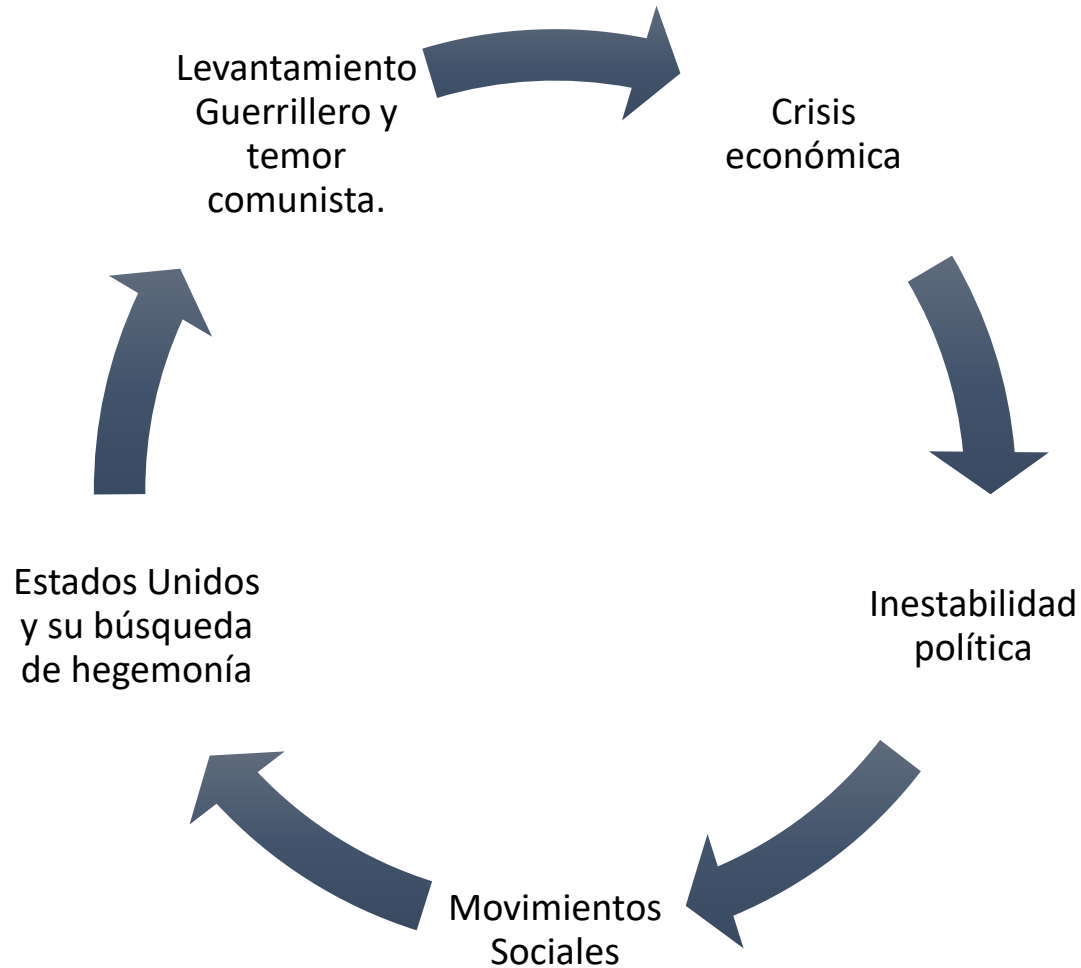 Levantamiento
Guerrillero y
temor
comunista.
Crisis
económica
Inestabilidad
política
Movimientos
Sociales
Estados Unidos
y su búsqueda
de hegemonía